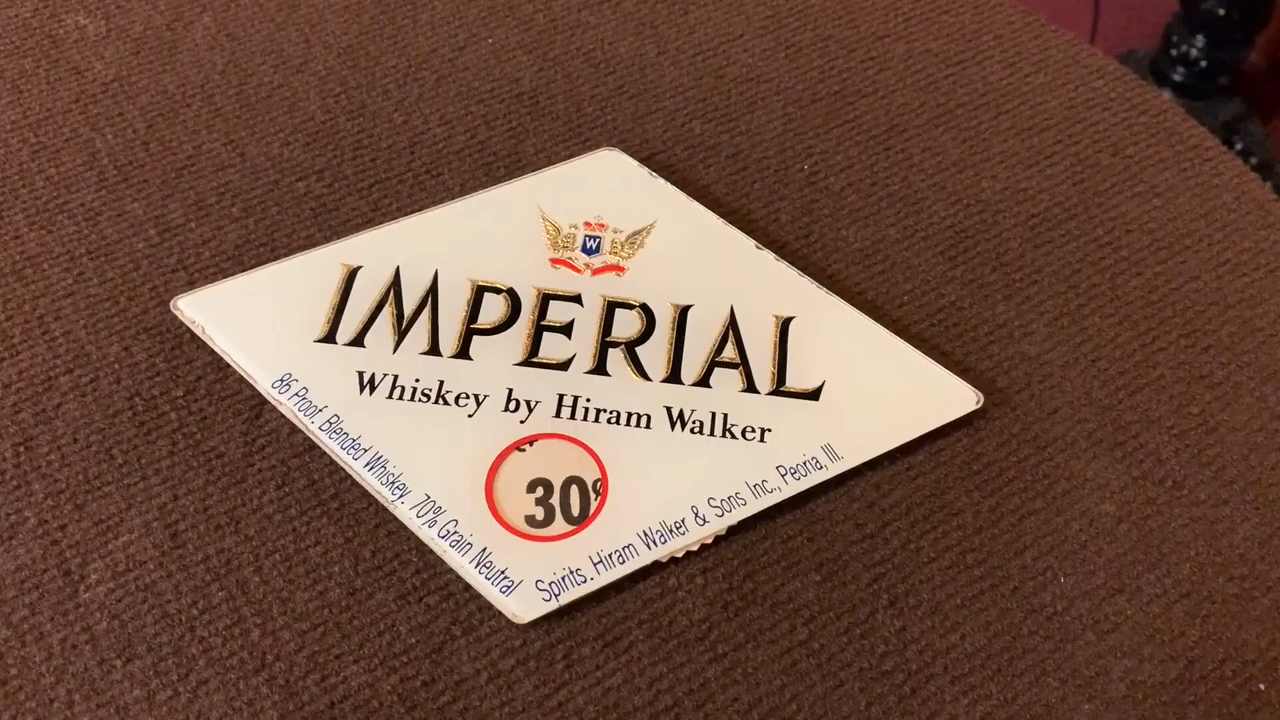 W
IMPERIAL
Whiskey by Hiram Walker
30¢
86 Proof. Blended Whiskey. 70% Grain Neutral
Spirits. Hiram Walker & Sons Inc., Peoria, Ill.